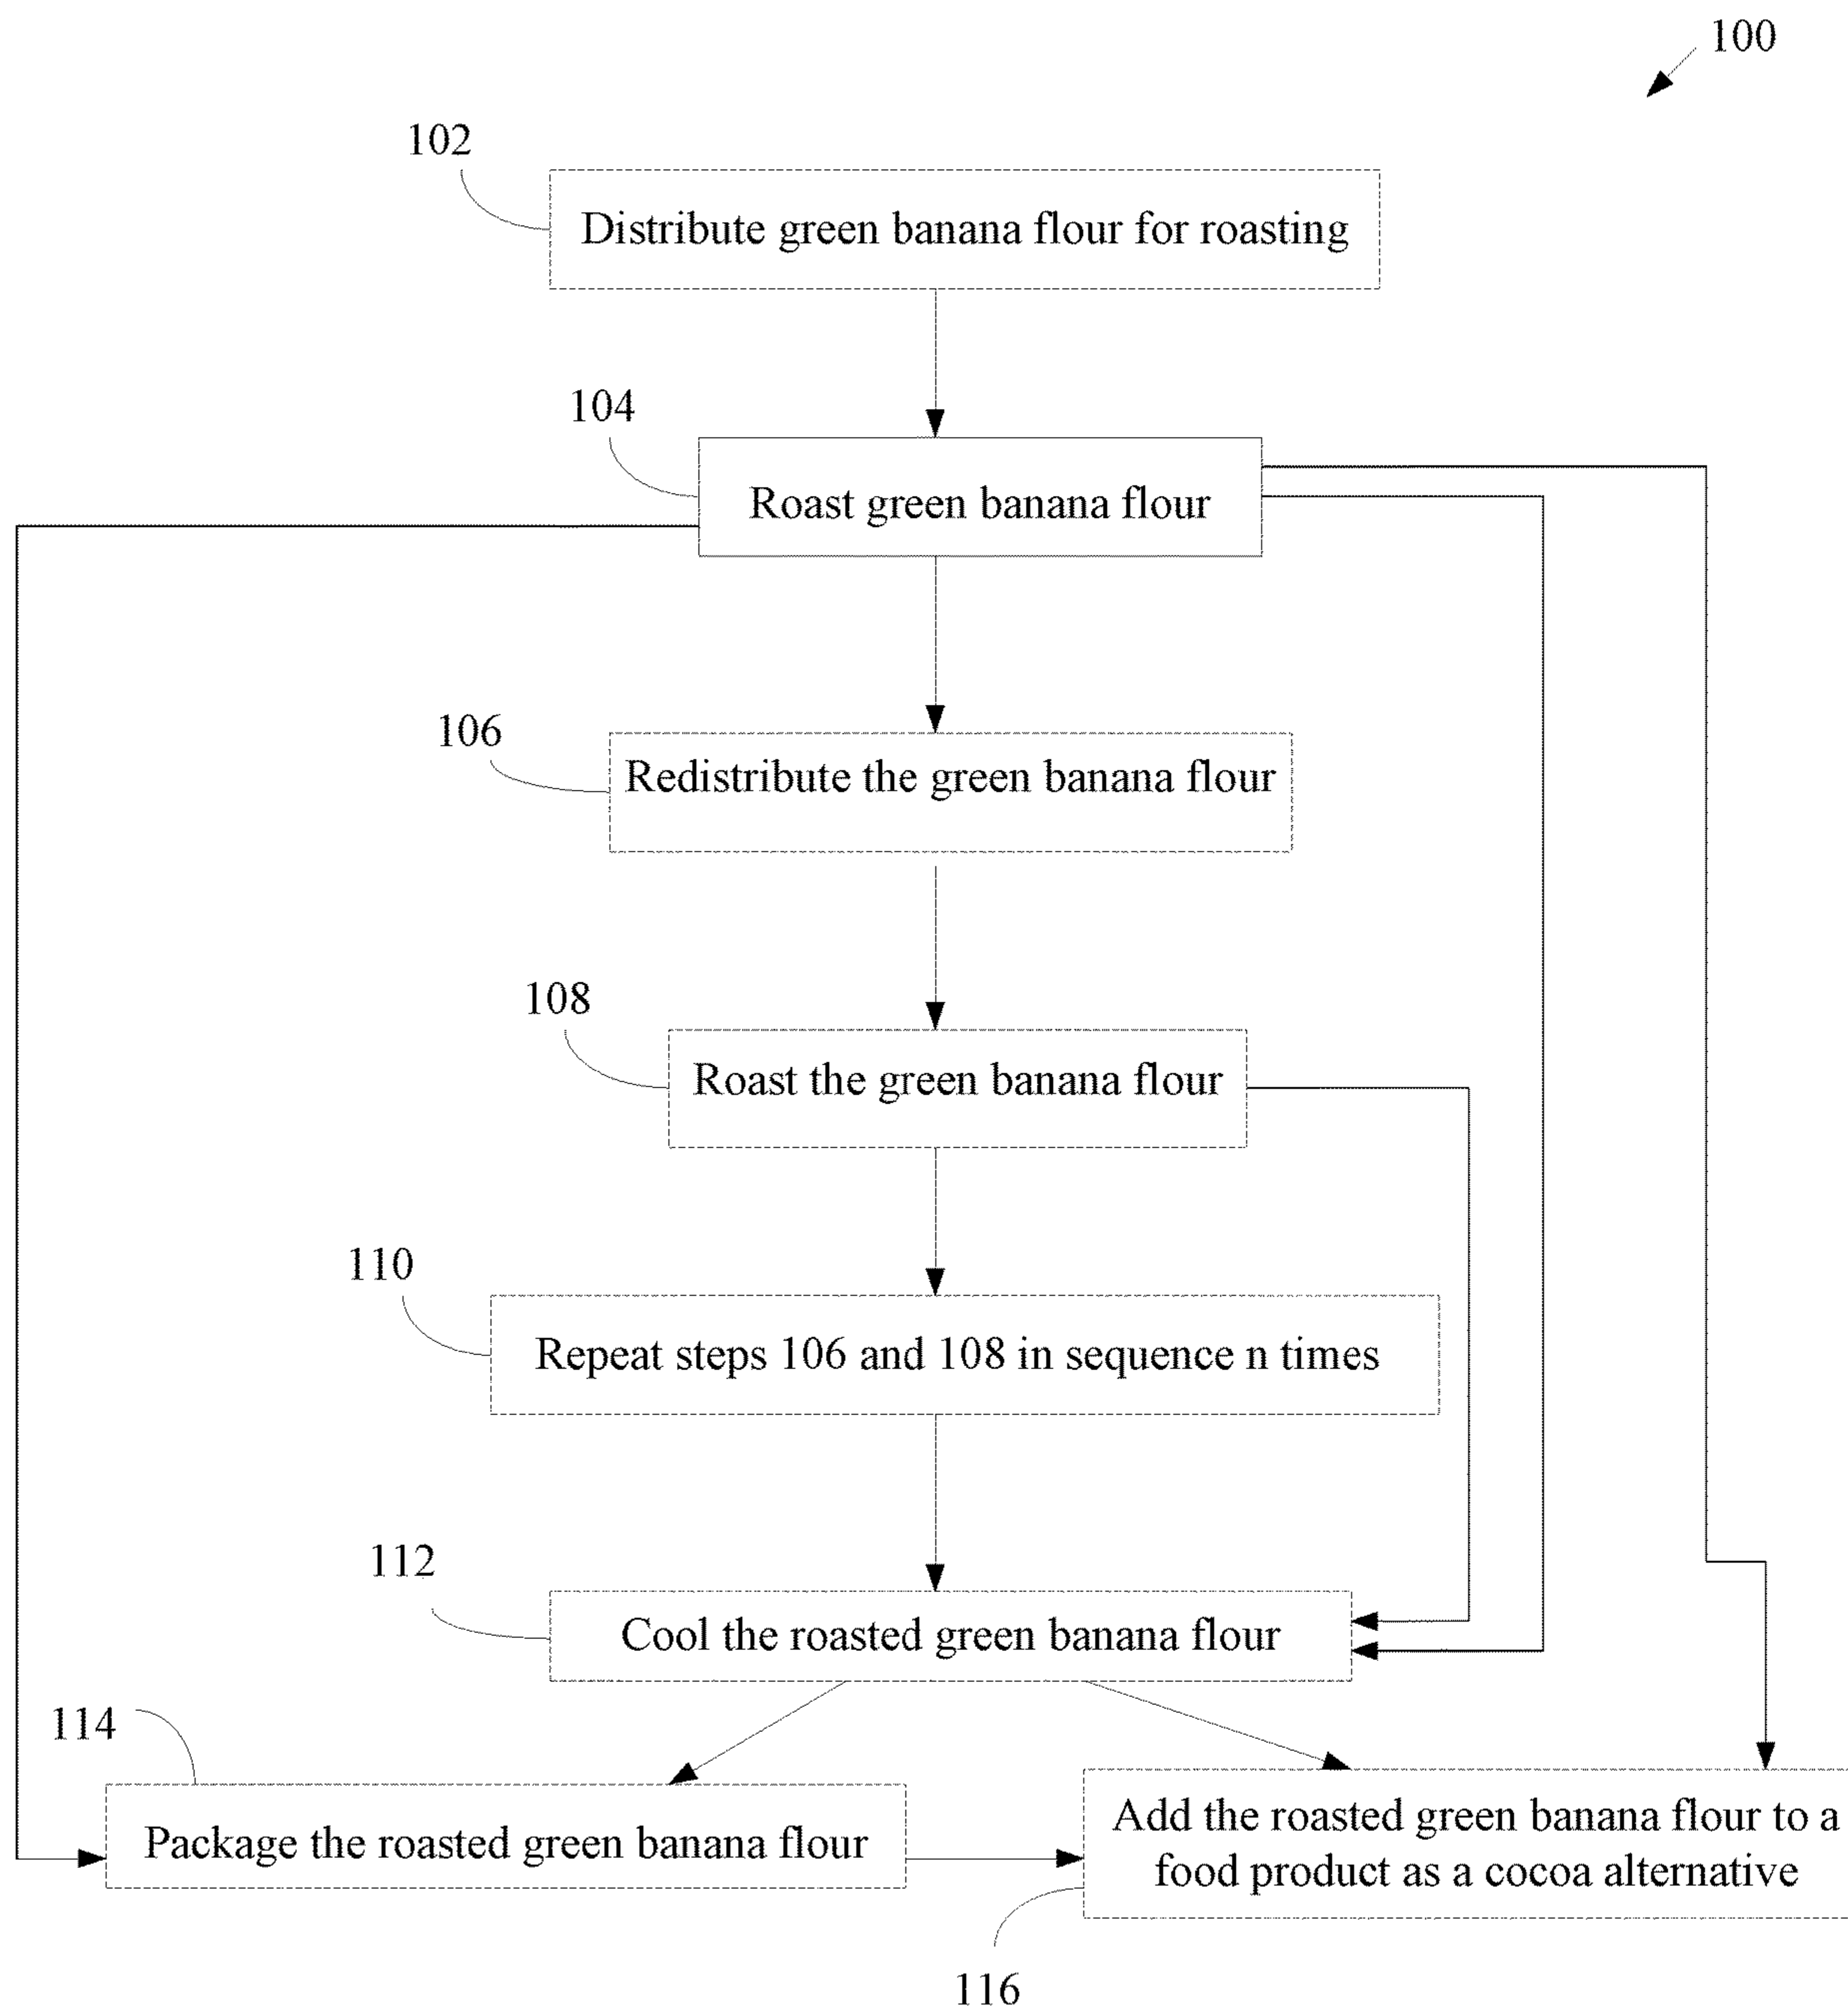 100
102
Distribute green banana flour for roasting
104
Roast green banana flour
106
Redistribute the green banana flour
108
Roast the green banana flour
110
Repeat steps 106 and 108 in sequence n times
112
Cool the roasted green banana flour
114
Package the roasted green banana flour
Add the roasted green banana flour to a
food product as a cocoa alternative
116